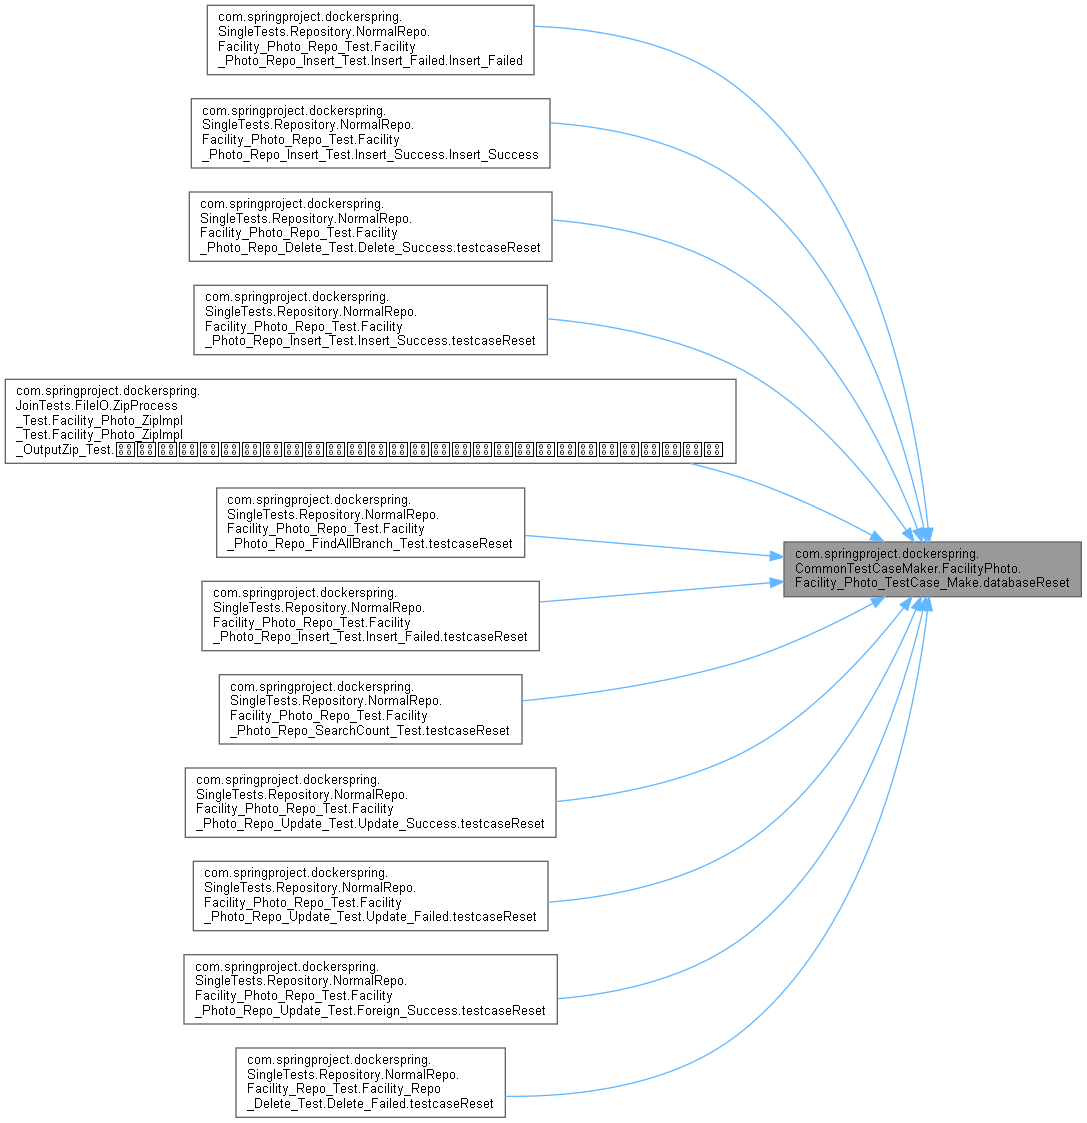 com.springproject.dockerspring.
SingleTests.Repository.NormalRepo.
Facility_Photo_Repo_Test.Facility
_Photo_Repo_Insert_Test.Insert_Failed.Insert_Failed
com.springproject.dockerspring.
SingleTests.Repository.NormalRepo.
Facility_Photo_Repo_Test.Facility
_Photo_Repo_Insert_Test.Insert_Success.Insert_Success
com.springproject.dockerspring.
SingleTests.Repository.NormalRepo.
Facility_Photo_Repo_Test.Facility
_Photo_Repo_Delete_Test.Delete_Success.testcaseReset
com.springproject.dockerspring.
SingleTests.Repository.NormalRepo.
Facility_Photo_Repo_Test.Facility
_Photo_Repo_Insert_Test.Insert_Success.testcaseReset
com.springproject.dockerspring.
JoinTests.FileIO.ZipProcess
_Test.Facility_Photo_ZipImpl
_Test.Facility_Photo_ZipImpl
_OutputZip_Test.
com.springproject.dockerspring.
SingleTests.Repository.NormalRepo.
Facility_Photo_Repo_Test.Facility
_Photo_Repo_FindAllBranch_Test.testcaseReset
com.springproject.dockerspring.
CommonTestCaseMaker.FacilityPhoto.
Facility_Photo_TestCase_Make.databaseReset
com.springproject.dockerspring.
SingleTests.Repository.NormalRepo.
Facility_Photo_Repo_Test.Facility
_Photo_Repo_Insert_Test.Insert_Failed.testcaseReset
com.springproject.dockerspring.
SingleTests.Repository.NormalRepo.
Facility_Photo_Repo_Test.Facility
_Photo_Repo_SearchCount_Test.testcaseReset
com.springproject.dockerspring.
SingleTests.Repository.NormalRepo.
Facility_Photo_Repo_Test.Facility
_Photo_Repo_Update_Test.Update_Success.testcaseReset
com.springproject.dockerspring.
SingleTests.Repository.NormalRepo.
Facility_Photo_Repo_Test.Facility
_Photo_Repo_Update_Test.Update_Failed.testcaseReset
com.springproject.dockerspring.
SingleTests.Repository.NormalRepo.
Facility_Photo_Repo_Test.Facility
_Photo_Repo_Update_Test.Foreign_Success.testcaseReset
com.springproject.dockerspring.
SingleTests.Repository.NormalRepo.
Facility_Repo_Test.Facility_Repo
_Delete_Test.Delete_Failed.testcaseReset